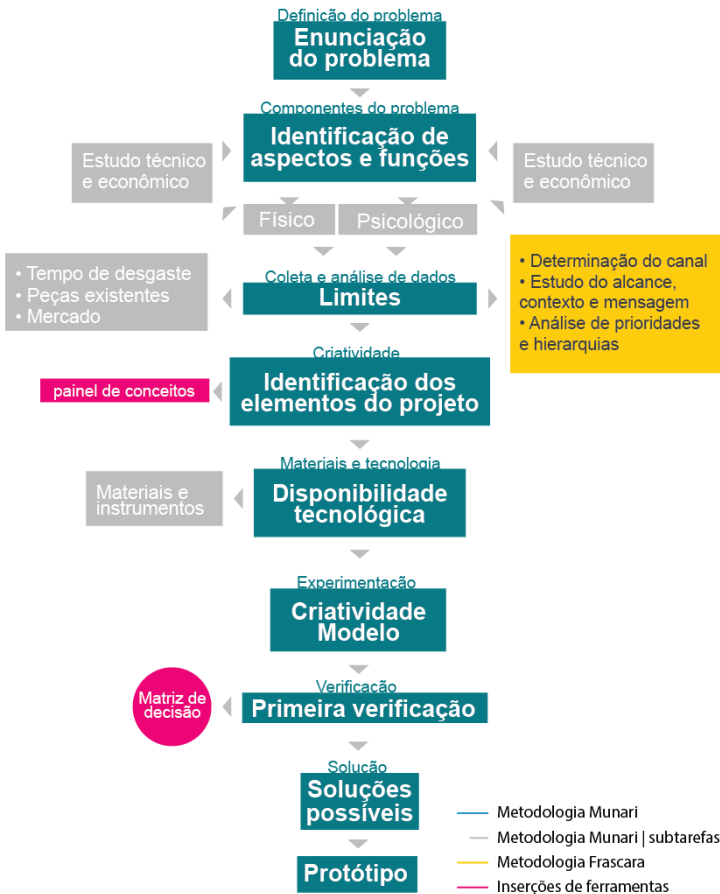 Definição do problema
Enunciação
do problema
Componentes do problema
Identificação de
aspectos e funções
Estudo técnico
e econômico
Estudo técnico
e econômico
Físico
Psicológico
• Tempo de desgaste
• Peças existentes
• Mercado
Coleta e análise de dados
Limites
• Determinação do canal
• Estudo do alcance,
contexto e mensagem
• Análise de prioridades
e hierarquias
Criatividade
Identificação dos
elementos do projeto
painel de conceitos
Materiais e tecnologia
Disponibilidade
tecnológica
Materiais e
instrumentos
Experimentação
Criatividade
Modelo
Verificação
Primeira verificação
Matriz de
decisão
Solução
Soluções
possíveis
Protótipo
Metodologia Munari
Metodologia Munari | subtarefas
Metodologia Frascara
Inserções de ferramentas